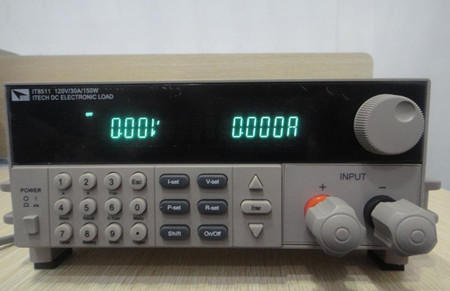 IT8511 120V/30A/150W
ITECH DC ELECTRONIC LOAD
0.001V 0.000A
INPUT
+ −
POWER
1 2 3 Esc I-set V-set
4 5 6 0 P-set R-set Enter
7 8 9 . Shift On/Off